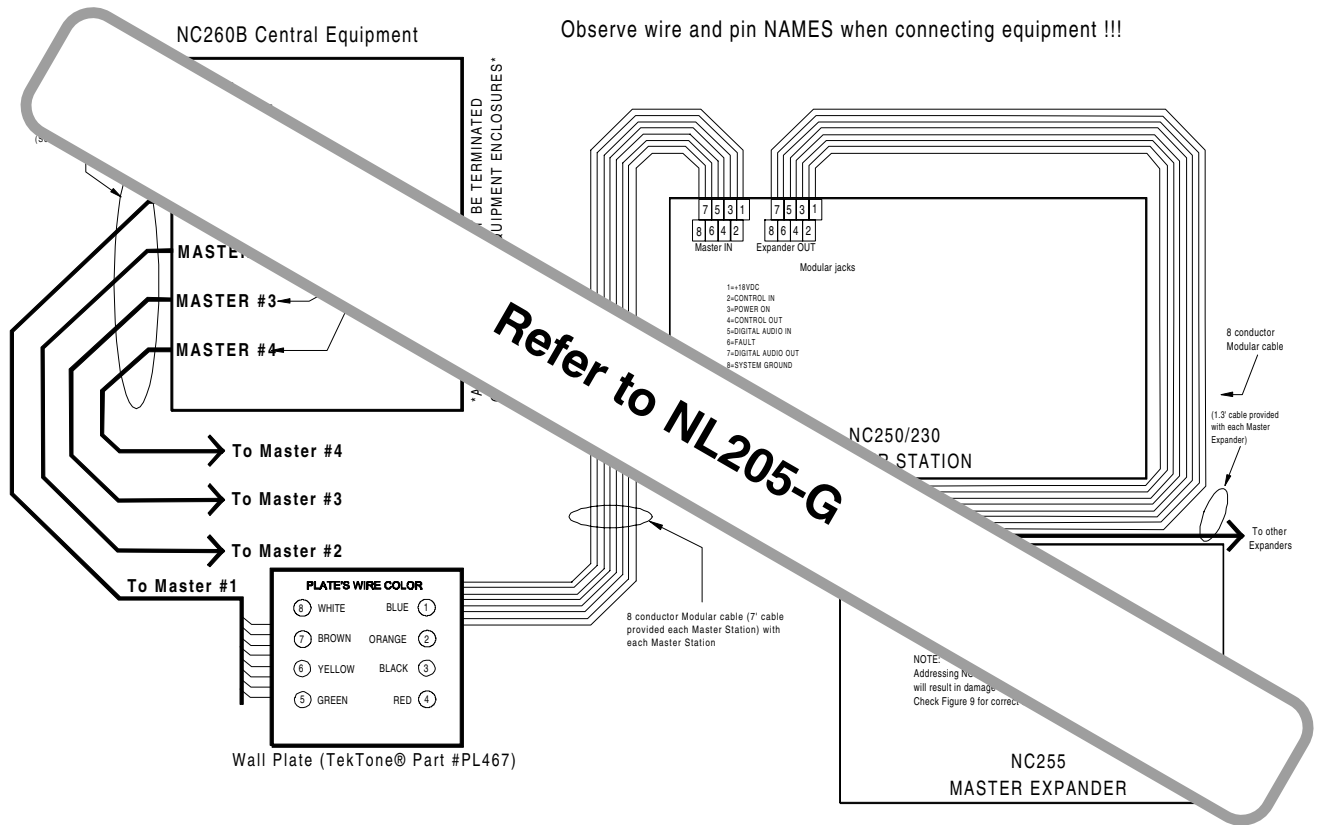 NC260B Central Equipment
Observe wire and pin NAMES when connecting equipment !!!
BE TERMINATED
EQUIPMENT ENCLOSURES*
MASTER
MASTER #3
MASTER #4
To Master #4
To Master #3
To Master #2
To Master #1
PLATE'S WIRE COLOR
8 WHITE BLUE 1
7 BROWN ORANGE 2
6 YELLOW BLACK 3
5 GREEN RED 4
Wall Plate (TekTone® Part #PL467)
7 5 3 1
8 6 4 2
Master IN
7 5 3 1
8 6 4 2
Expander OUT
Modular jacks
1=+18VDC
2=CONTROL IN
3=POWER ON
4=CONTROL OUT
5=DIGITAL AUDIO IN
6=FAULT
7=DIGITAL AUDIO OUT
8=SYSTEM GROUND
Refer to NL205-G
NC250/230
STATION
8 conductor
Modular cable
(1.3' cable provided
with each Master
Expander)
To other
Expanders
8 conductor Modular cable (7' cable
provided each Master Station) with
each Master Station
NOTE:
Addressing
will result in damage
Check Figure 9 for correct
NC255
MASTER EXPANDER